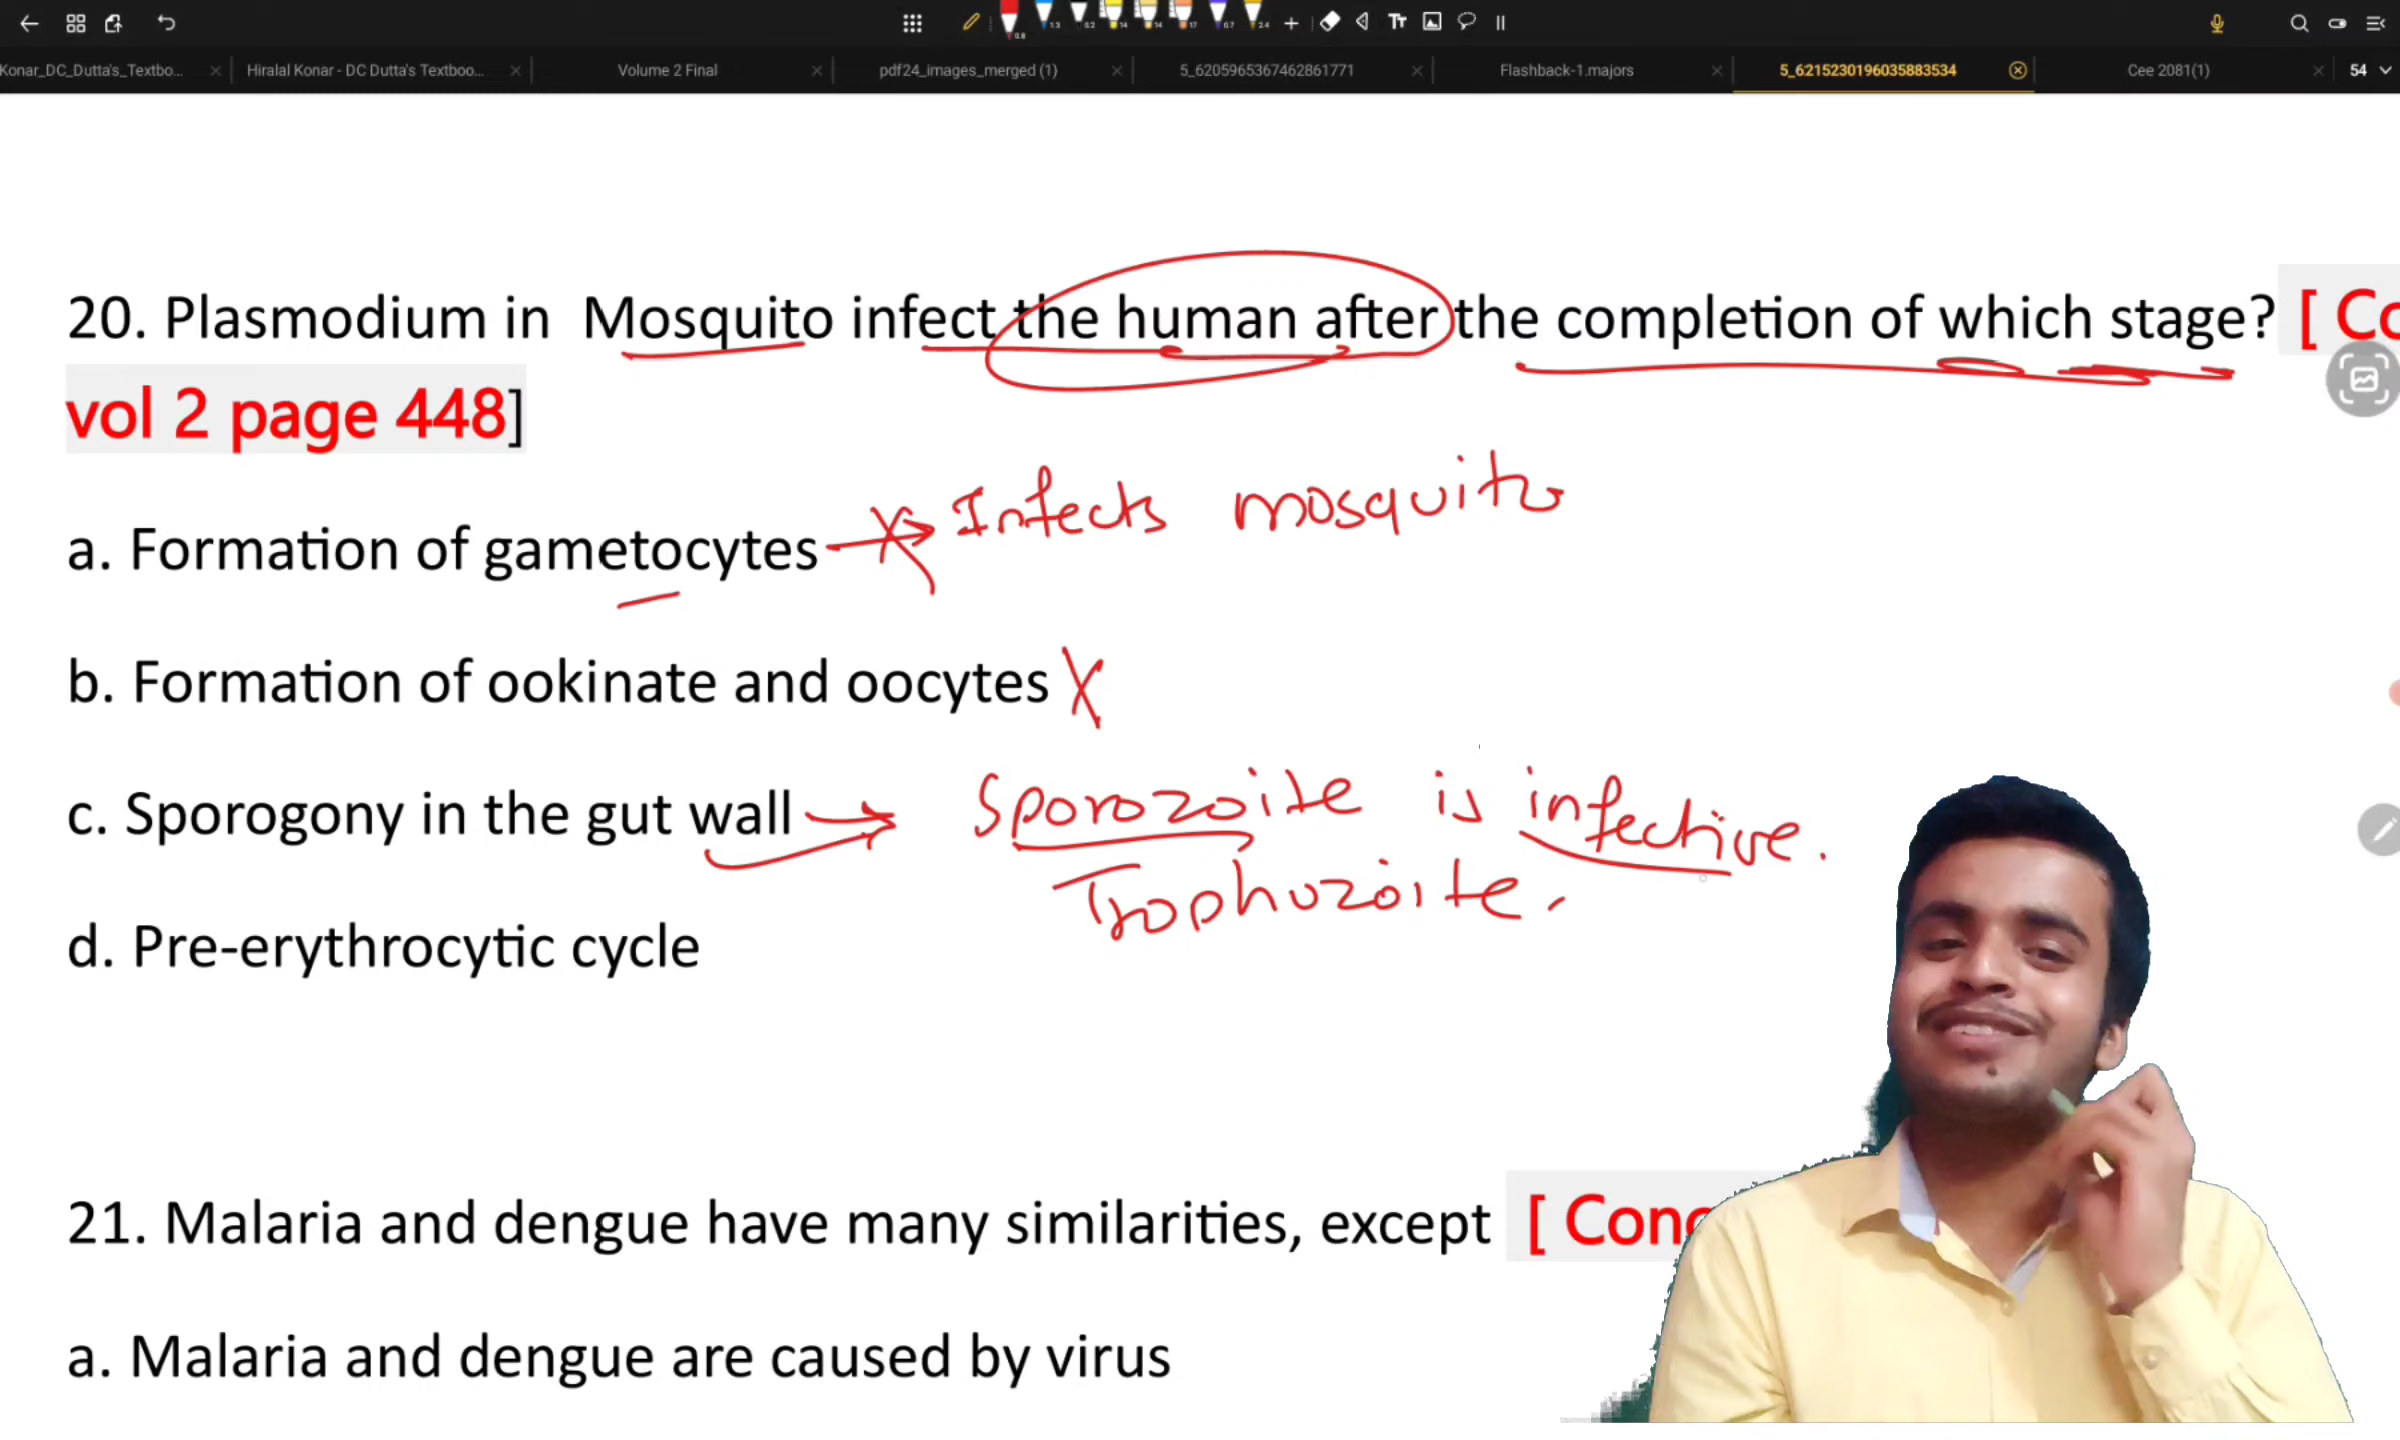 Konar_DC_Dutta's_Textbo...
Hiralal Konar - DC Dutta's Textboo...
Volume 2 Final
pdf24_images_merged (1)
5_6205965367462861771
Flashback-1.majors
5_6215230196035883534
Cee 2081(1)
54
20. Plasmodium in Mosquito infect the human after the completion of which stage? [ Co
vol 2 page 448]
a. Formation of gametocytes Infects mosquito
b. Formation of ookinate and oocytes X
c. Sporogony in the gut wall Sporozoite is infective.
Trophozoite.
d. Pre-erythrocytic cycle
21. Malaria and dengue have many similarities, except [ Conc
a. Malaria and dengue are caused by virus